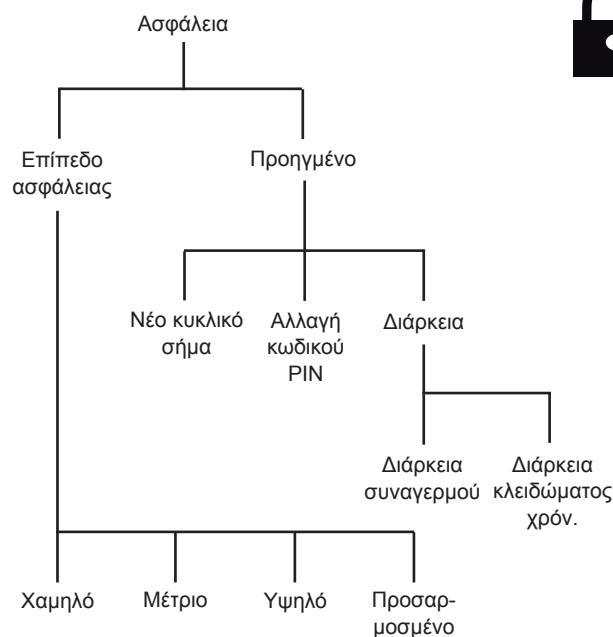 Ασφάλεια
Επίπεδο
ασφάλειας
Προηγμένο
Νέο κυκλικό
σήμα
Αλλαγή
κωδικού
PIN
Διάρκεια
Διάρκεια
συναγερμού
Διάρκεια
κλειδώματος
χρόν.
Χαμηλό
Μέτριο
Υψηλό
Προσαρ-
μοσμένο